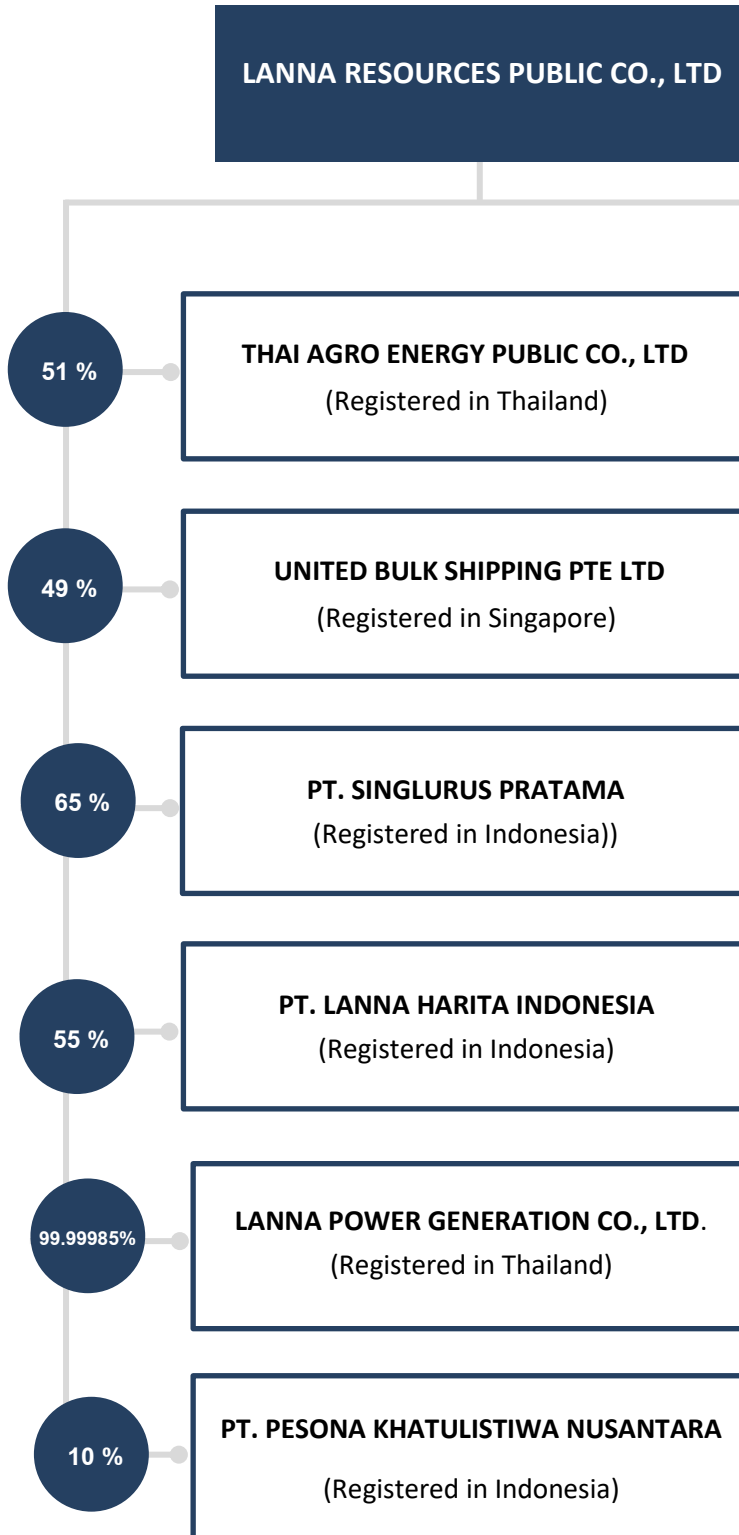 LANNA RESOURCES PUBLIC CO., LTD
51 %
THAI AGRO ENERGY PUBLIC CO., LTD
(Registered in Thailand)
49 %
UNITED BULK SHIPPING PTE LTD
(Registered in Singapore)
65 %
PT. SINGLURUS PRATAMA
(Registered in Indonesia))
55 %
PT. LANNA HARITA INDONESIA
(Registered in Indonesia)
99.99985%
LANNA POWER GENERATION CO., LTD.
(Registered in Thailand)
10 %
PT. PESONA KHATULISTIWA NUSANTARA
(Registered in Indonesia)